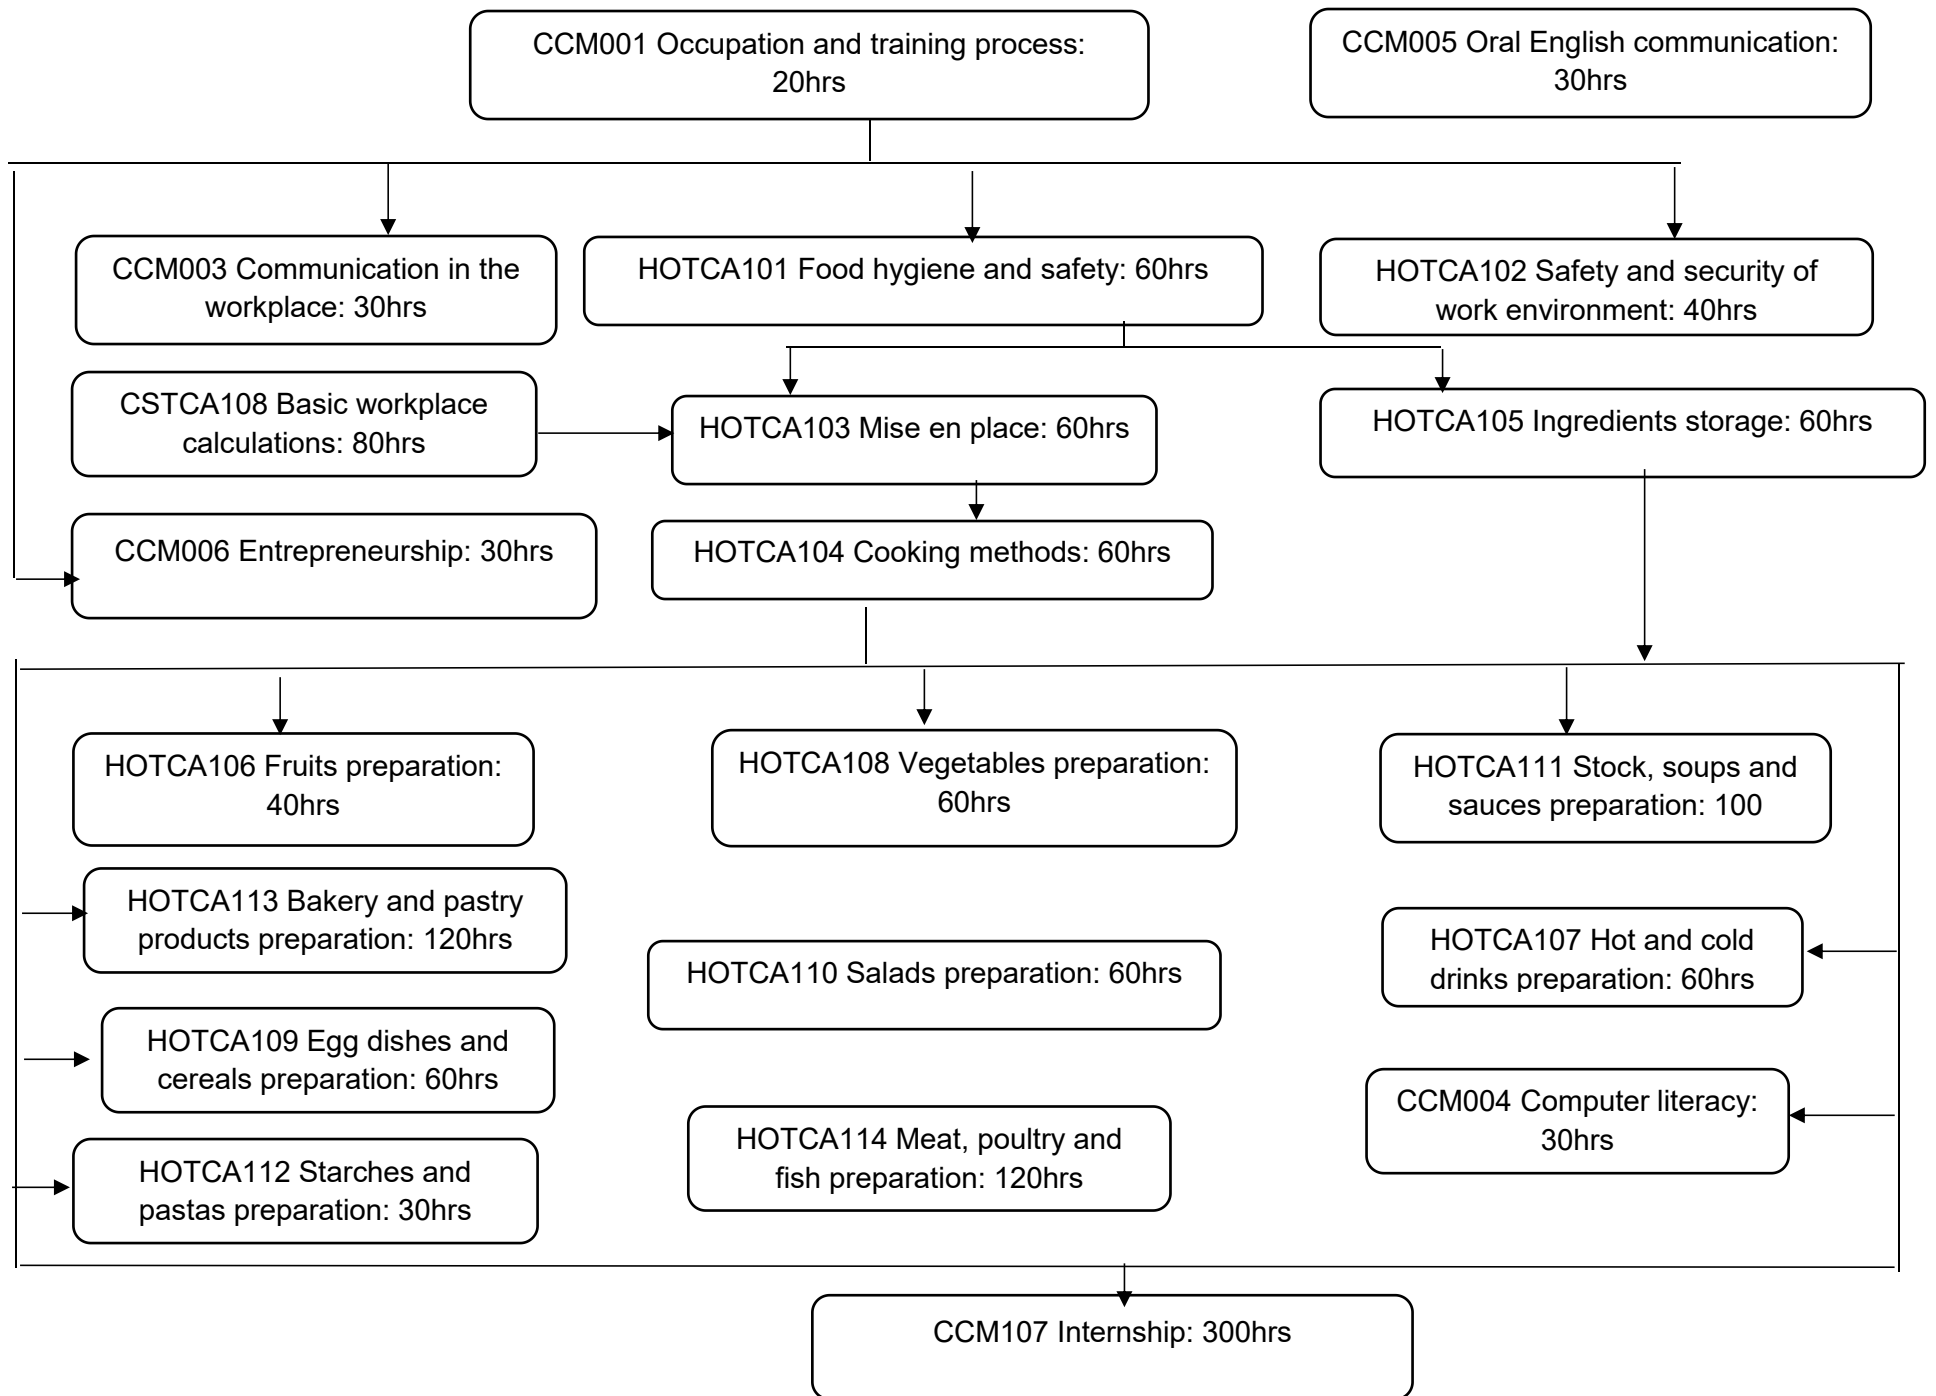 CCM001 Occupation and training process:
20hrs
CCM005 Oral English communication:
30hrs
CCM003 Communication in the
workplace: 30hrs
HOTCA101 Food hygiene and safety: 60hrs
HOTCA102 Safety and security of
work environment: 40hrs
CSTCA108 Basic workplace
calculations: 80hrs
HOTCA103 Mise en place: 60hrs
HOTCA105 Ingredients storage: 60hrs
CCM006 Entrepreneurship: 30hrs
HOTCA104 Cooking methods: 60hrs
HOTCA106 Fruits preparation:
40hrs
HOTCA108 Vegetables preparation:
60hrs
HOTCA111 Stock, soups and
sauces preparation: 100
HOTCA113 Bakery and pastry
products preparation: 120hrs
HOTCA110 Salads preparation: 60hrs
HOTCA107 Hot and cold
drinks preparation: 60hrs
HOTCA109 Egg dishes and
cereals preparation: 60hrs
HOTCA114 Meat, poultry and
fish preparation: 120hrs
CCM004 Computer literacy:
30hrs
HOTCA112 Starches and
pastas preparation: 30hrs
CCM107 Internship: 300hrs